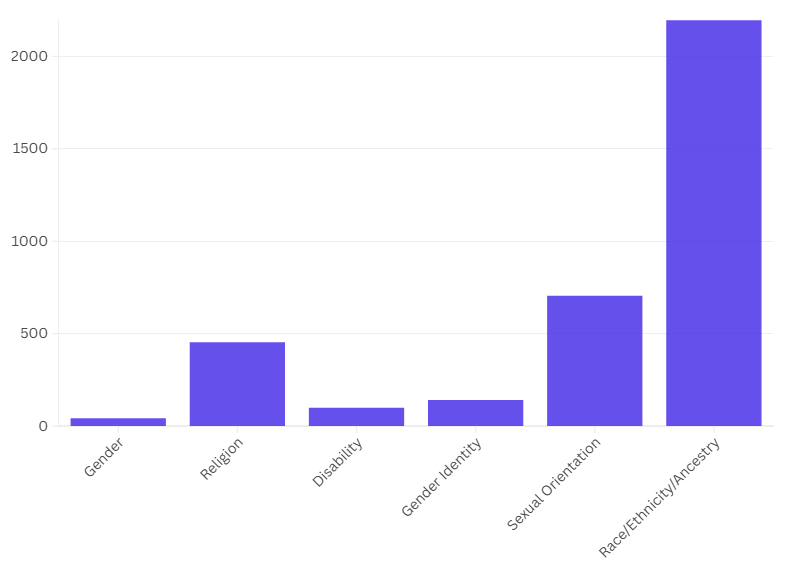 2000
1500
1000
500
0
Gender
Religion
Disability
Gender Identity
Sexual Orientation
Race/Ethnicity/Ancestry